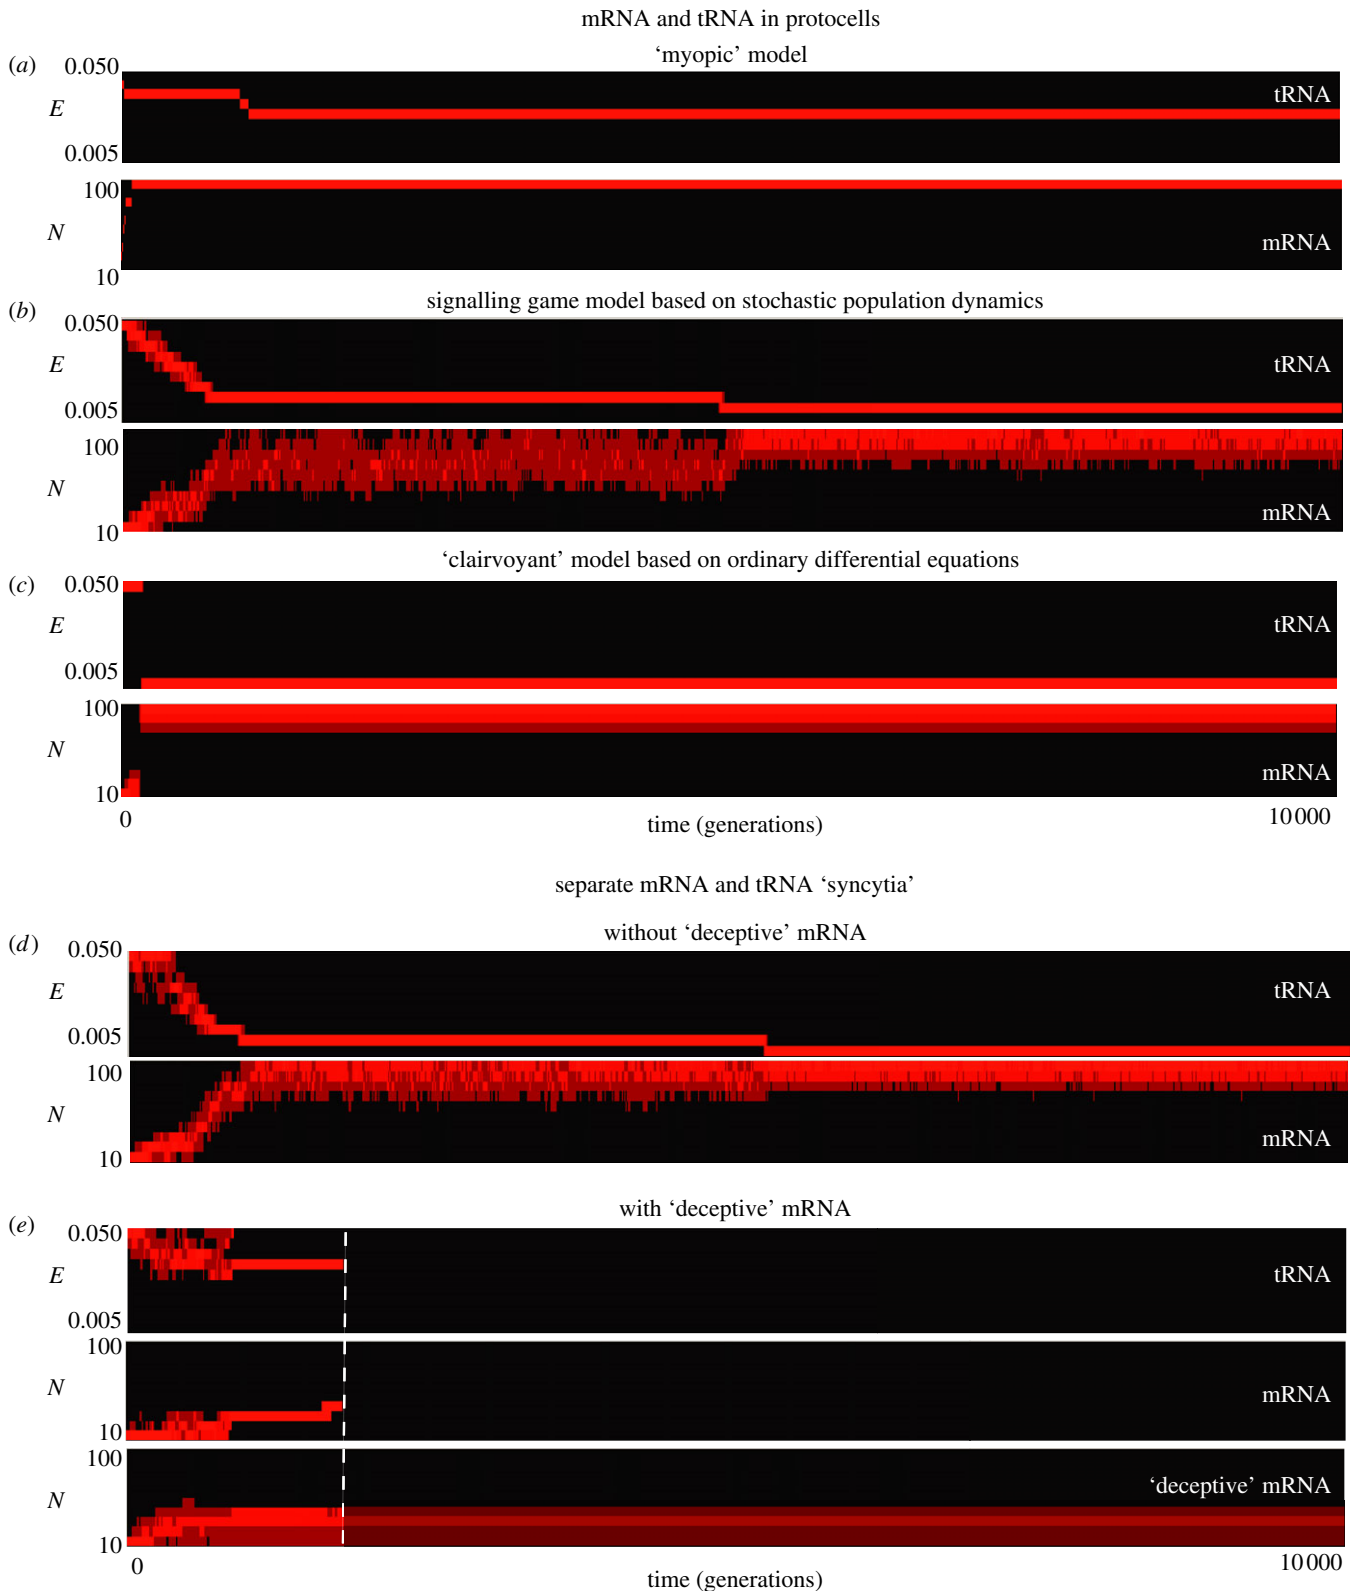 mRNA and tRNA in protocells
‘myopic’ model
(a)
0.050
E
0.005
tRNA
100
N
10
mRNA
signalling game model based on stochastic population dynamics
(b)
0.050
E
0.005
tRNA
100
N
10
mRNA
‘clairvoyant’ model based on ordinary differential equations
(c)
0.050
E
0.005
tRNA
100
N
10
mRNA
0
10 000
time (generations)
separate mRNA and tRNA ‘syncytia’
without ‘deceptive’ mRNA
(d)
0.050
E
0.005
tRNA
100
N
10
mRNA
with ‘deceptive’ mRNA
(e)
0.050
E
0.005
tRNA
100
N
10
mRNA
100
N
10
‘deceptive’ mRNA
0
10 000
time (generations)